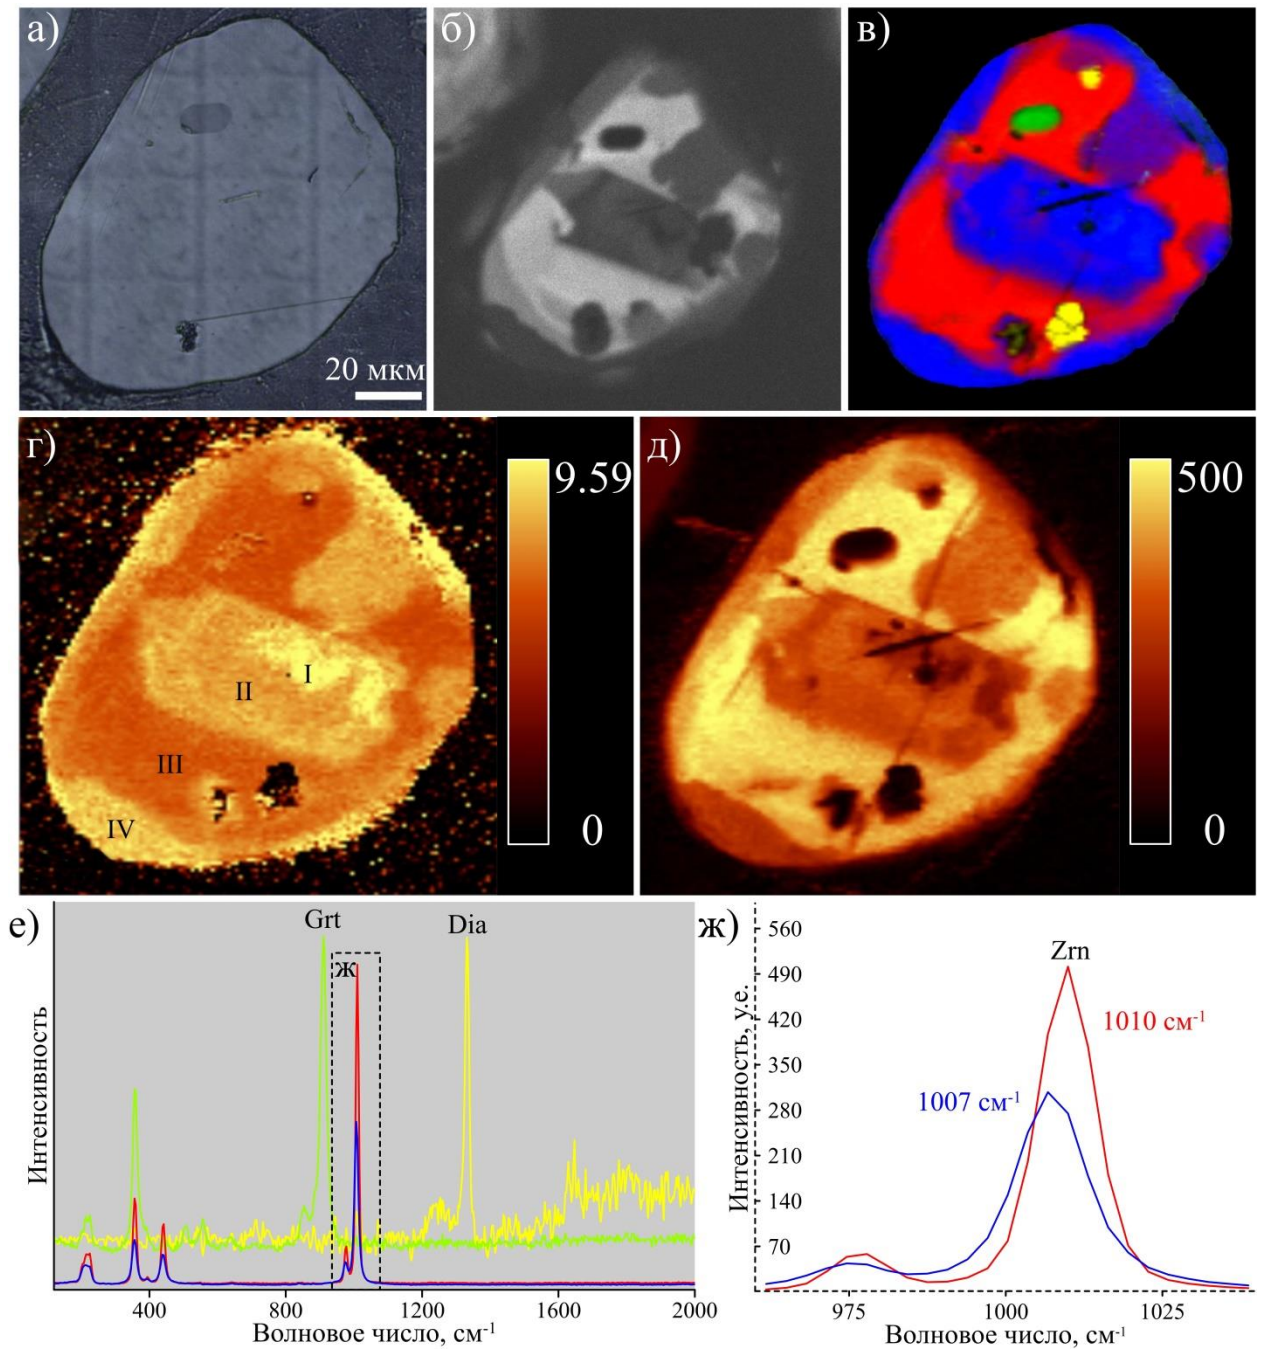 а)
б)
в)
20 мкм
г)
9.59
I
II
III
IV
0
д)
500
0
е)
Grt
Dia
ж
Интенсивность
400
800
1200
1600
2000
Волновое число, см-1
ж)
Zrn
560
490
420
350
280
210
140
70
1010 см-1
1007 см-1
Интенсивность, у.е.
975
1000
1025
Волновое число, см-1